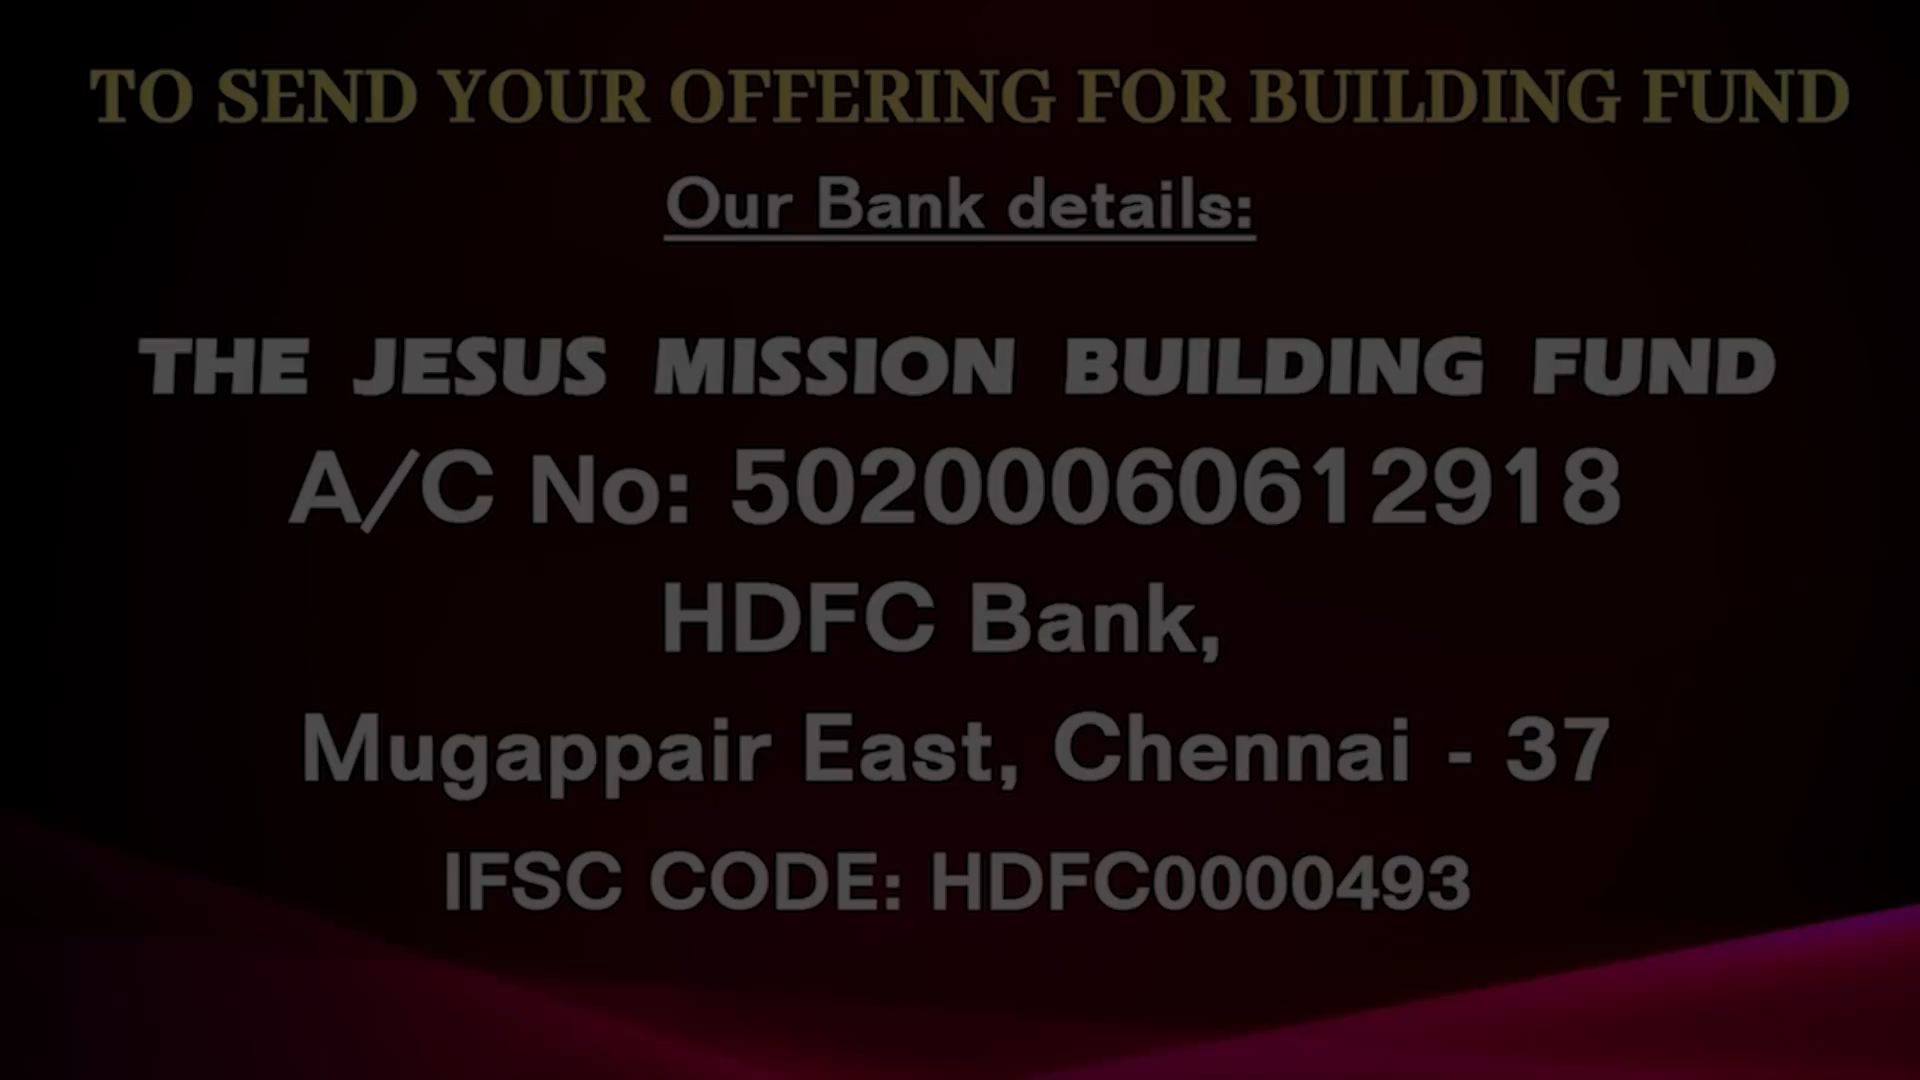 TO SEND YOUR OFFERING FOR BUILDING FUND
Our Bank details:
THE JESUS MISSION BUILDING FUND
A/C No: 50200060612918
HDFC Bank,
Mugappair East, Chennai - 37
IFSC CODE: HDFC0000493